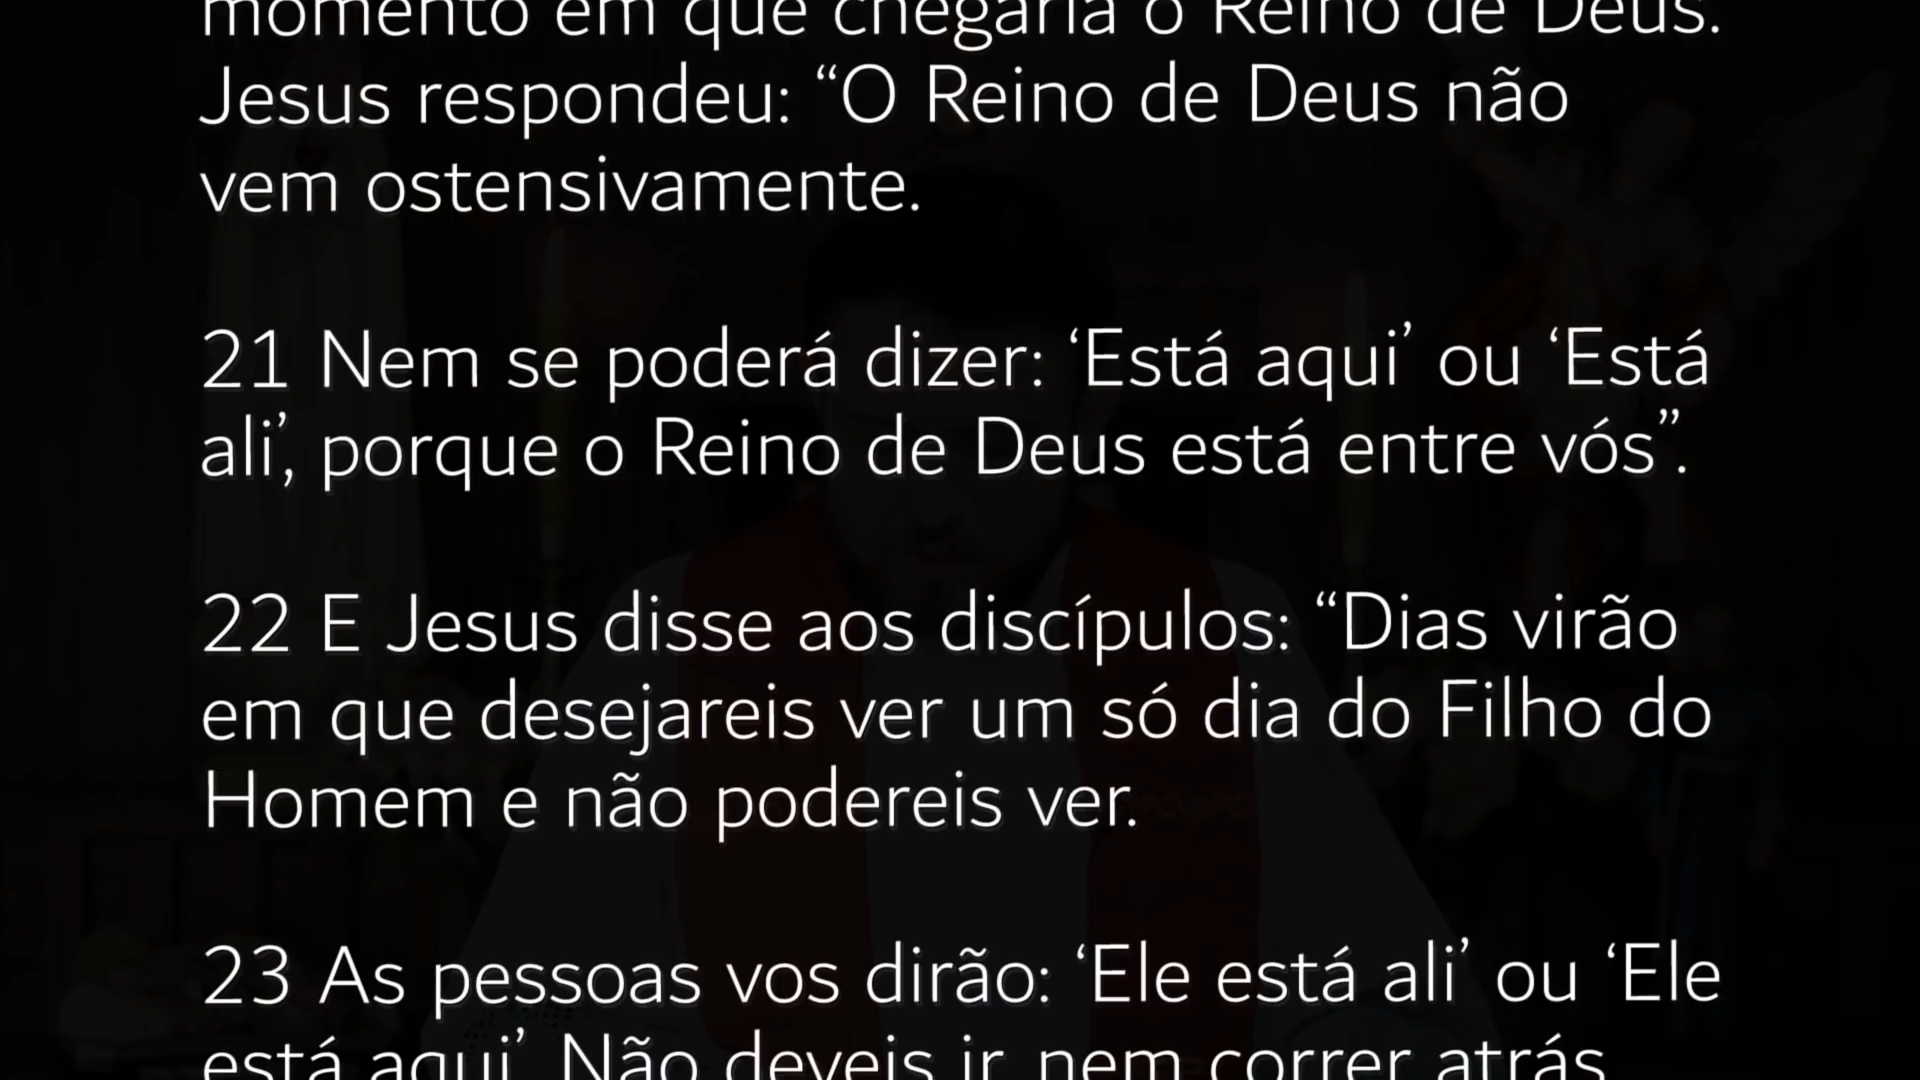 momento em que chegaria o Reino de Deus.
Jesus respondeu: “O Reino de Deus não
vem ostensivamente.
21 Nem se poderá dizer: ‘Está aqui’ ou ‘Está
ali’, porque o Reino de Deus está entre vós”.
22 E Jesus disse aos discípulos: “Dias virão
em que desejareis ver um só dia do Filho do
Homem e não podereis ver.
23 As pessoas vos dirão: ‘Ele está ali’ ou ‘Ele
está aqui’. Não deveis ir, nem correr atrás.